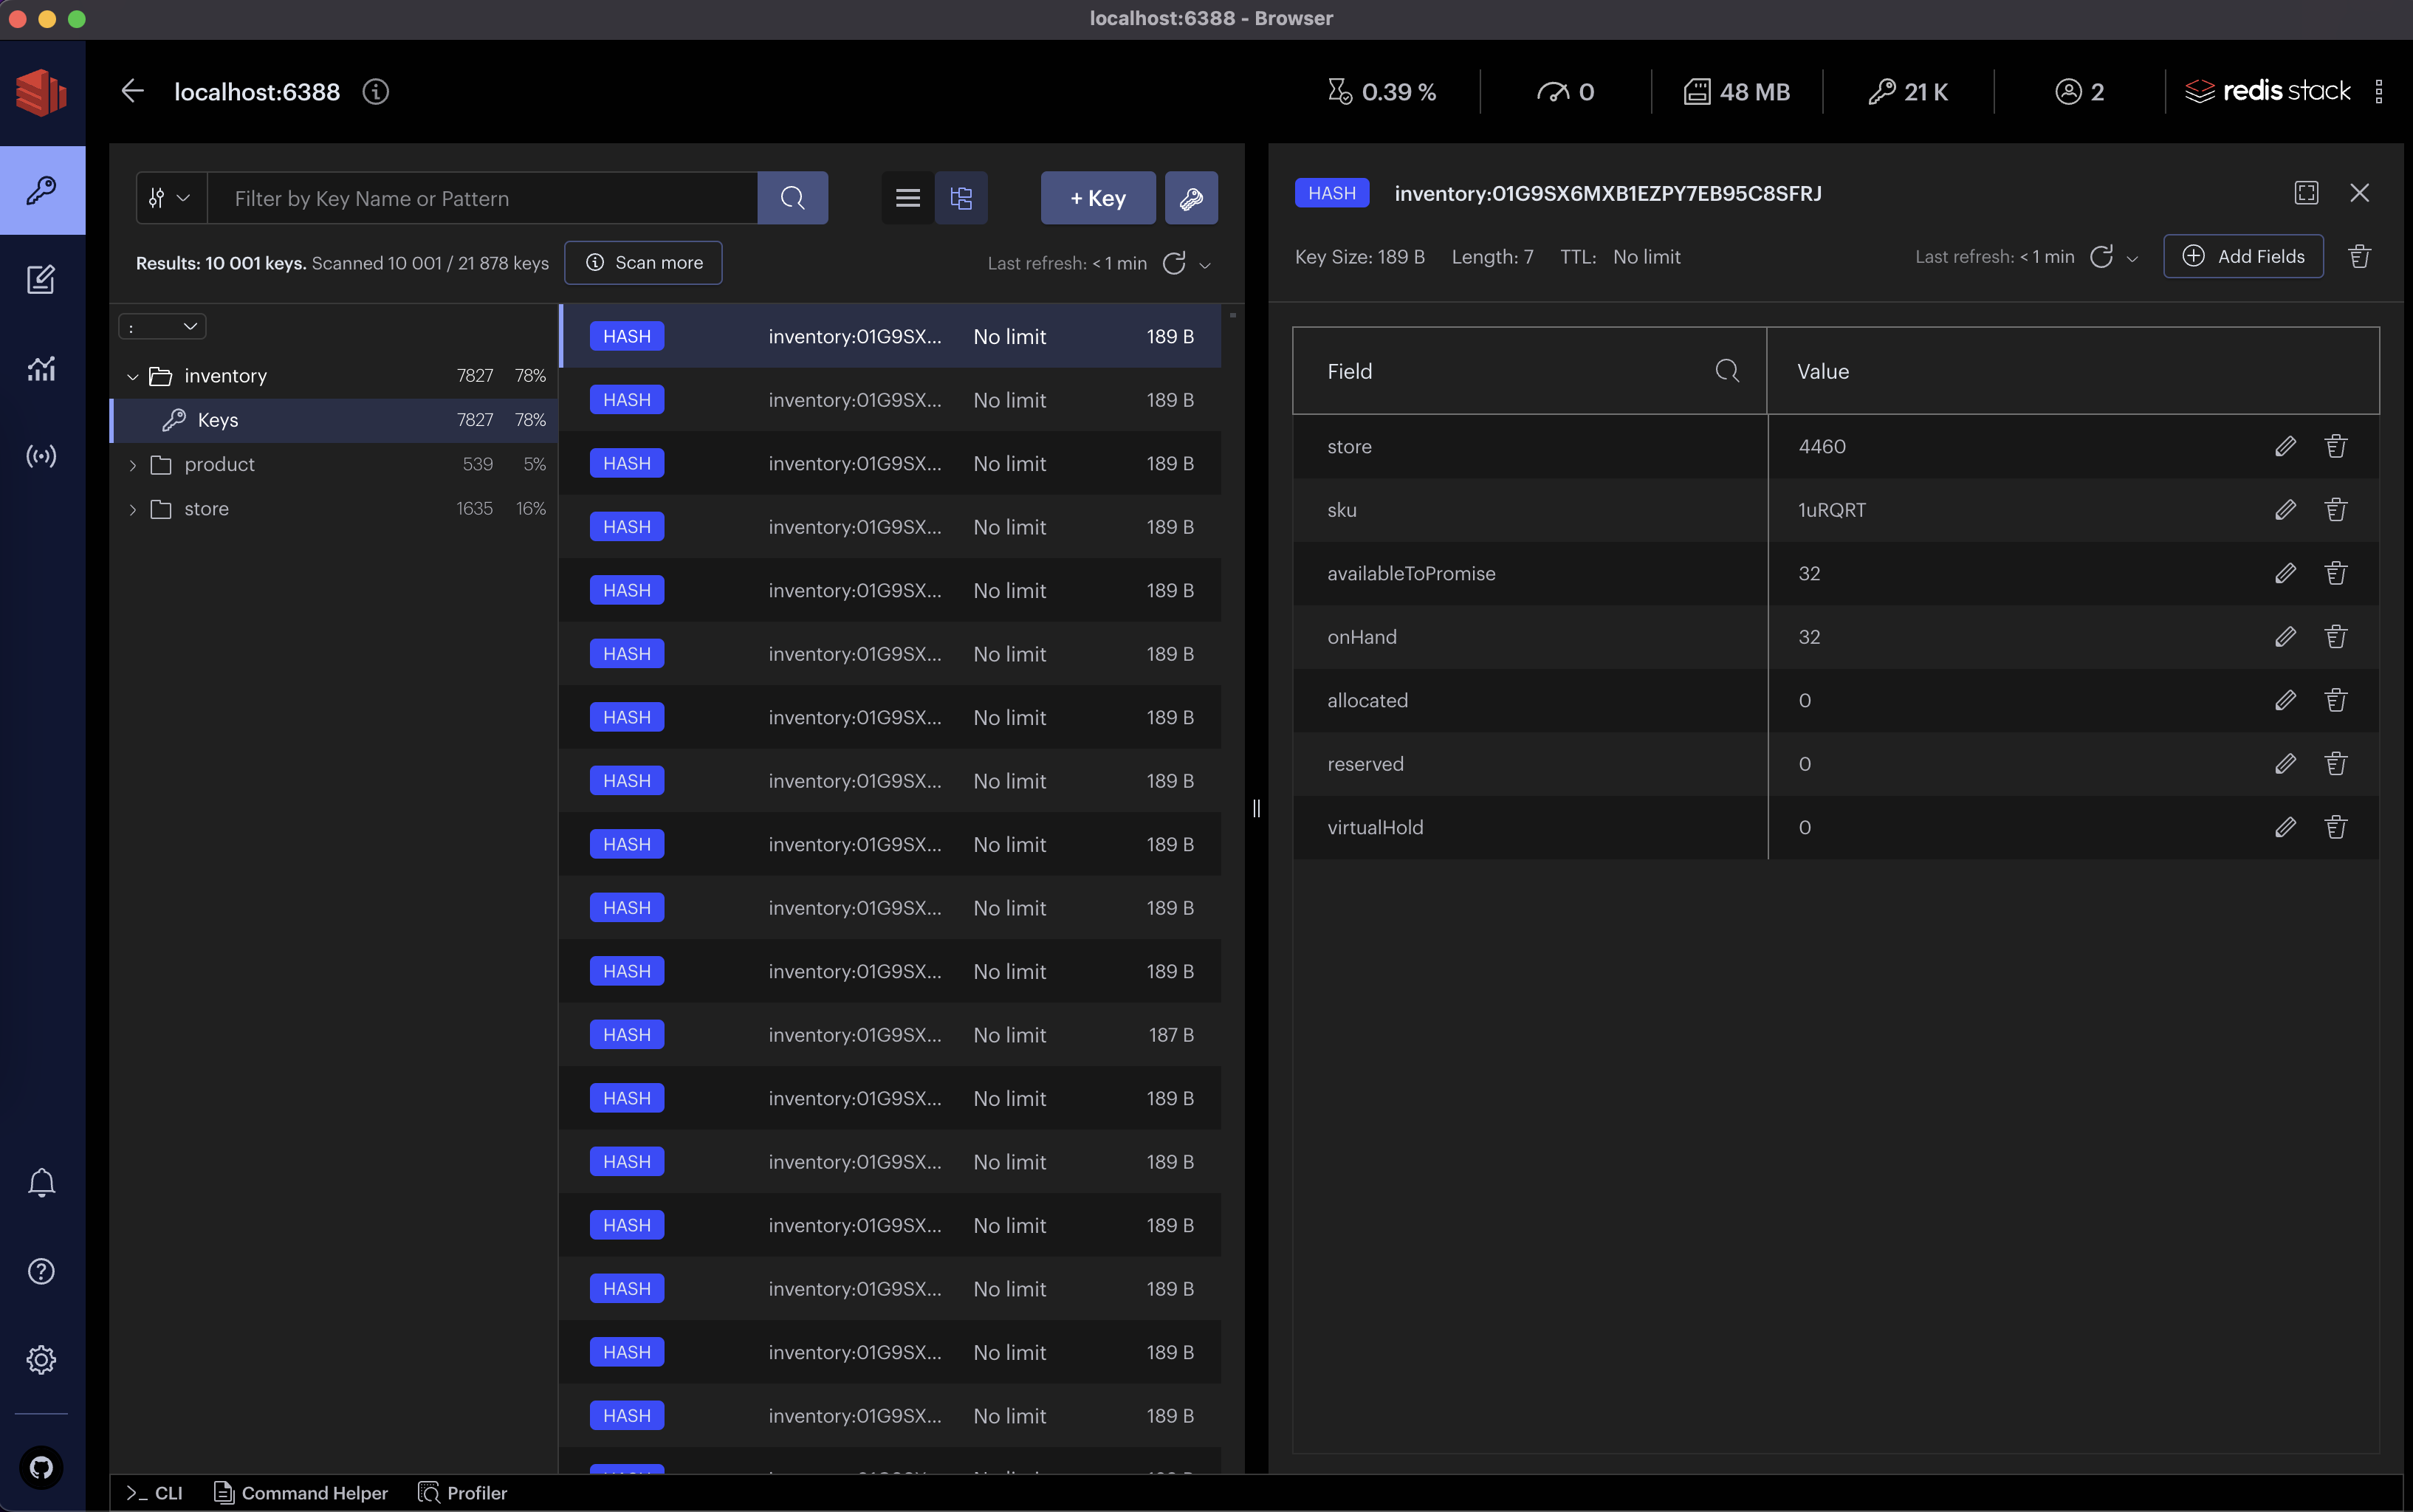 localhost:6388 - Browser
localhost:6388
0.39 %
0
48 MB
21 K
2
redis stack
Filter by Key Name or Pattern
+ Key
Results: 10 001 keys. Scanned 10 001 / 21 878 keys
Scan more
Last refresh: < 1 min
:
inventory 7827 78%
Keys 7827 78%
product 539 5%
store 1635 16%
HASH inventory:01G9SX... No limit 189 B
HASH inventory:01G9SX... No limit 189 B
HASH inventory:01G9SX... No limit 189 B
HASH inventory:01G9SX... No limit 189 B
HASH inventory:01G9SX... No limit 189 B
HASH inventory:01G9SX... No limit 189 B
HASH inventory:01G9SX... No limit 189 B
HASH inventory:01G9SX... No limit 189 B
HASH inventory:01G9SX... No limit 189 B
HASH inventory:01G9SX... No limit 189 B
HASH inventory:01G9SX... No limit 189 B
HASH inventory:01G9SX... No limit 187 B
HASH inventory:01G9SX... No limit 189 B
HASH inventory:01G9SX... No limit 189 B
HASH inventory:01G9SX... No limit 189 B
HASH inventory:01G9SX... No limit 189 B
HASH inventory:01G9SX... No limit 189 B
HASH inventory:01G9SX... No limit 189 B
HASH inventory:01G9SX6MXB1EZPY7EB95C8SFRJ
Key Size: 189 B Length: 7 TTL: No limit
Last refresh: < 1 min
Add Fields
Field Value
store 4460
sku 1uRQRT
availableToPromise 32
onHand 32
allocated 0
reserved 0
virtualHold 0
>_ CLI
Command Helper
Profiler